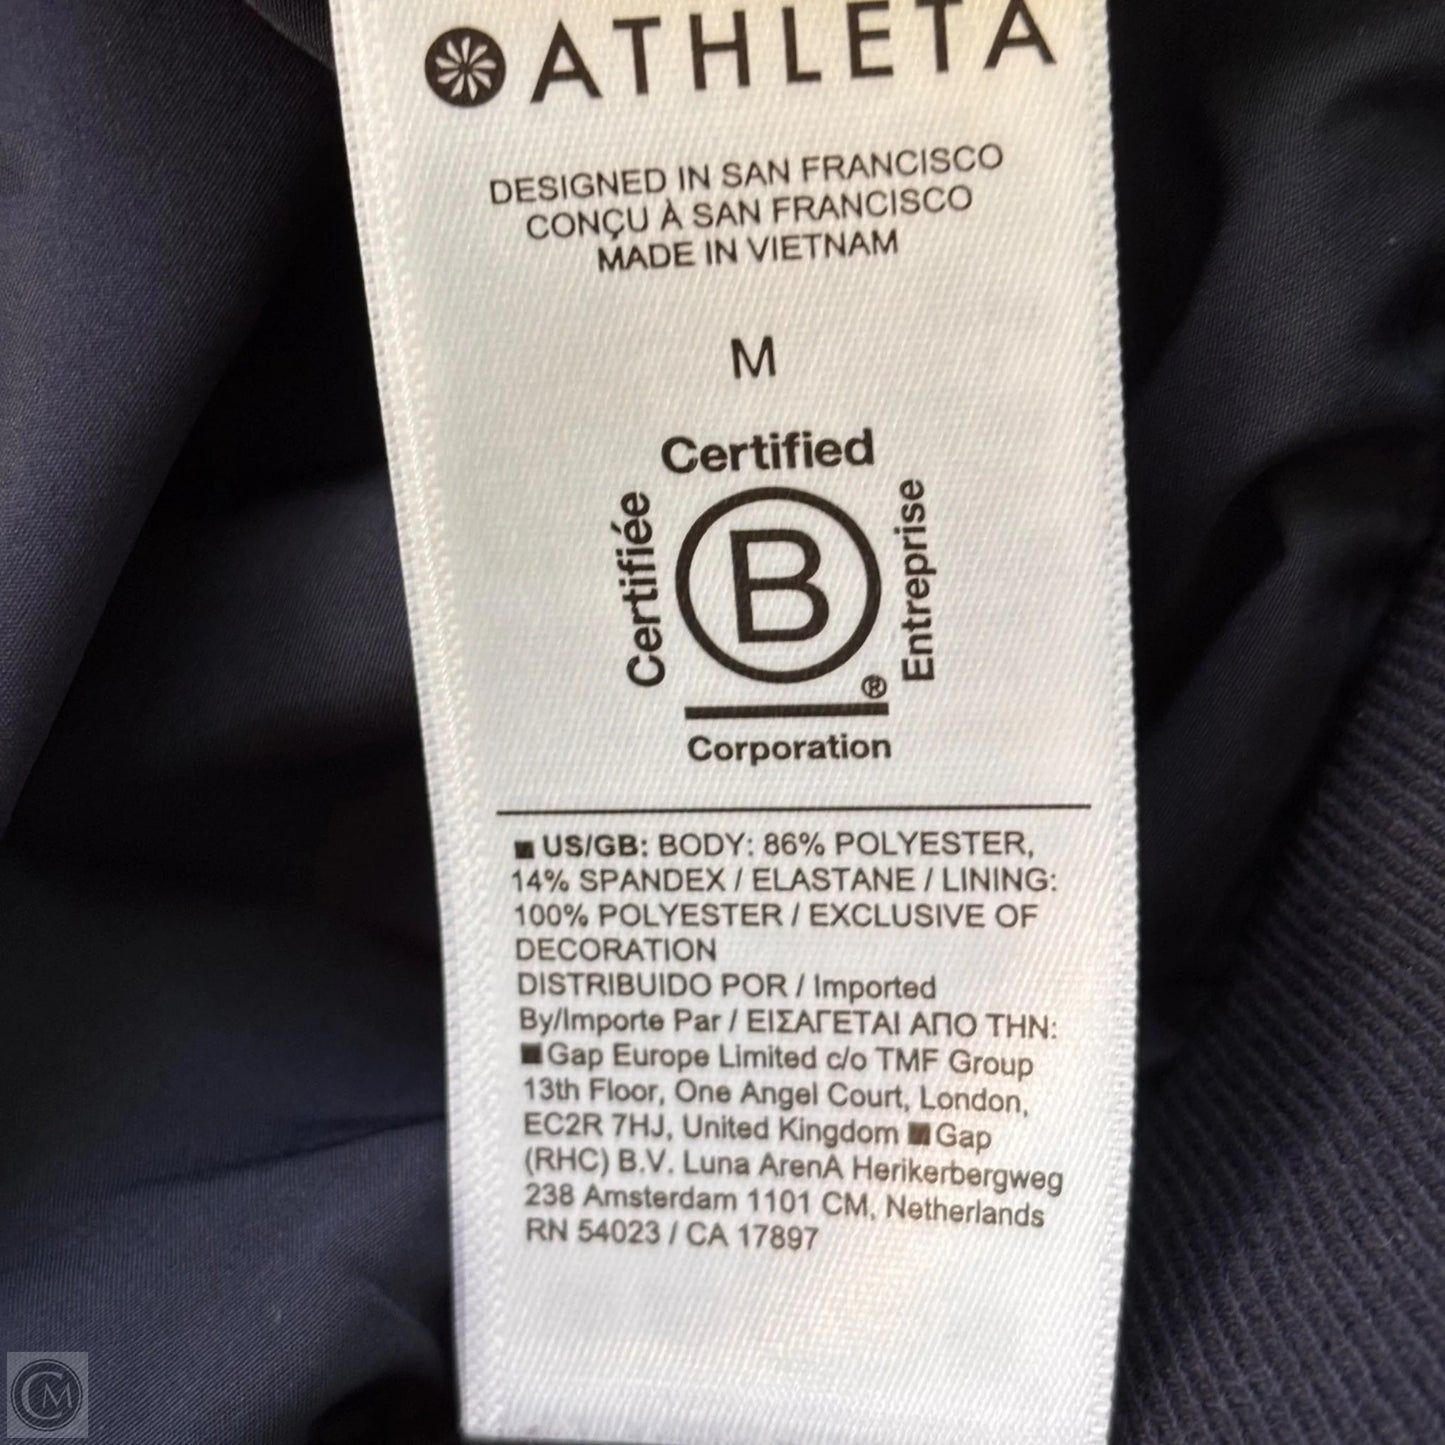 ATHLETA
DESIGNED IN SAN FRANCISCO
CONÇU À SAN FRANCISCO
MADE IN VIETNAM
M
Certified
Certifiée
B
®
Entreprise
Corporation
■ US/GB: BODY: 86% POLYESTER,
14% SPANDEX / ELASTANE / LINING:
100% POLYESTER / EXCLUSIVE OF
DECORATION
DISTRIBUIDO POR / Imported
By/Importe Par / ΕΙΣΑΓΕΤΑΙ ΑΠΟ ΤΗΝ:
■ Gap Europe Limited c/o TMF Group
13th Floor, One Angel Court, London,
EC2R 7HJ, United Kingdom ■ Gap
(RHC) B.V. Luna ArenA Herikerbergweg
238 Amsterdam 1101 CM, Netherlands
RN 54023 / CA 17897
CM